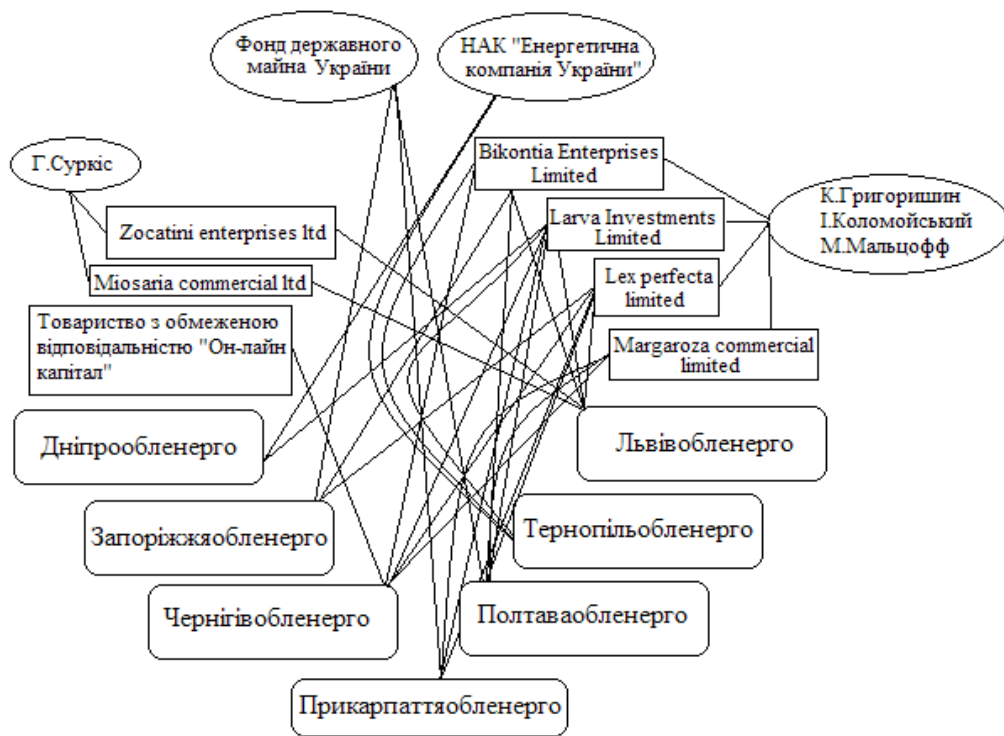 Фонд державного
майна України
НАК "Енергетична
компанія України"
Г.Суркіс
Bikontia Enterprises
Limited
К.Григоришин
І.Коломойський
М.Мальцофф
Zocatini enterprises ltd
Larva Investments
Limited
Miosaria commercial ltd
Lex perfecta
limited
Товариство з обмеженою
відповідальністю "Он-лайн
капітал"
Margaroza commercial
limited
Дніпрообленерго
Львівобленерго
Запоріжжяобленерго
Тернопільобленерго
Чернігівобленерго
Полтаваобленерго
Прикарпаттяобленерго